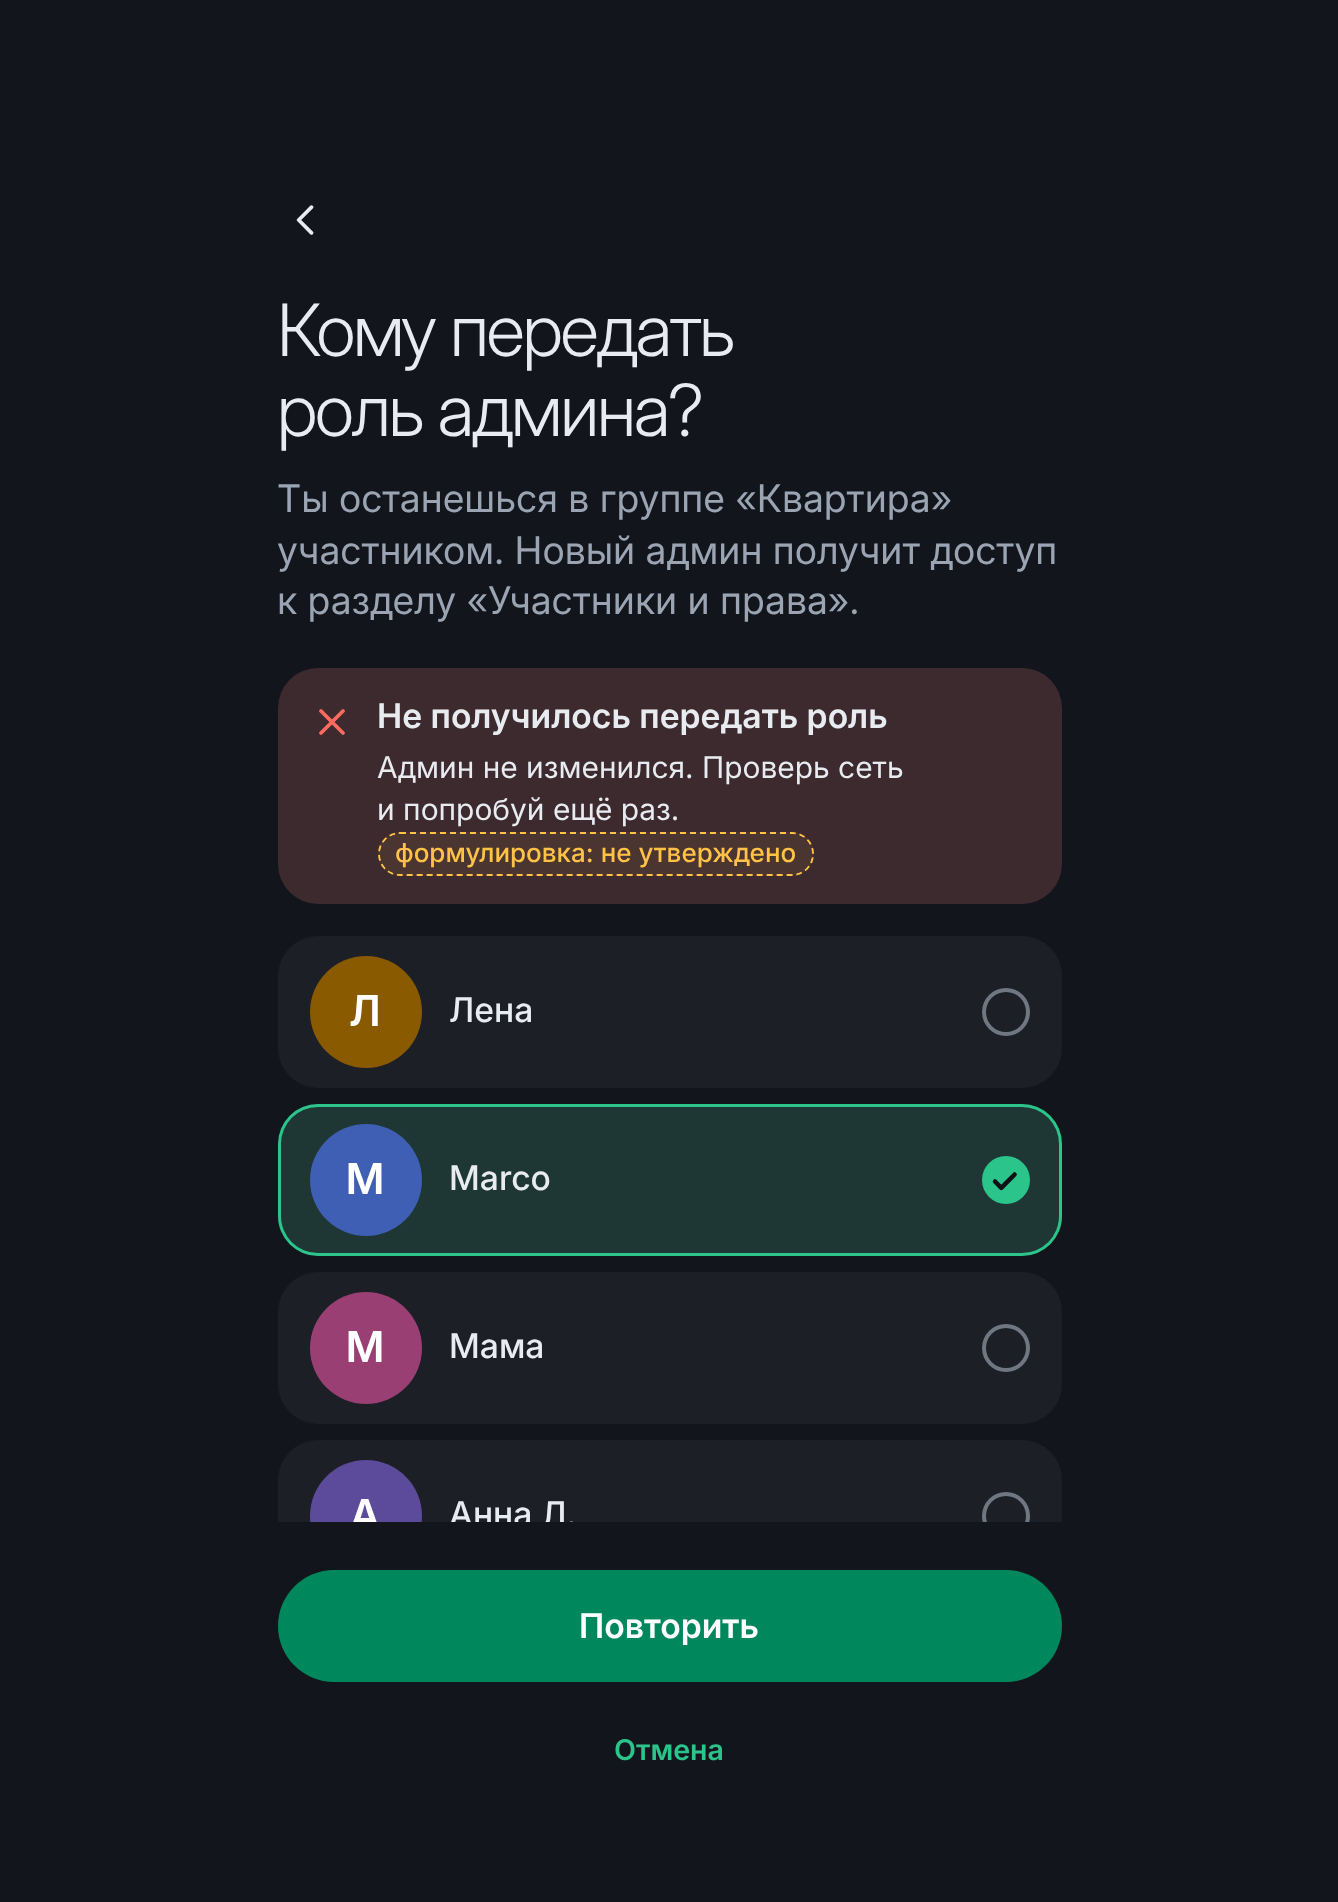 Кому передать
роль админа?
Ты останешься в группе «Квартира»
участником. Новый админ получит доступ
к разделу «Участники и права».
Не получилось передать роль
Админ не изменился. Проверь сеть
и попробуй ещё раз.
формулировка: не утверждено
Л Лена
M Marco
М Мама
А Анна Д.
Повторить
Отмена